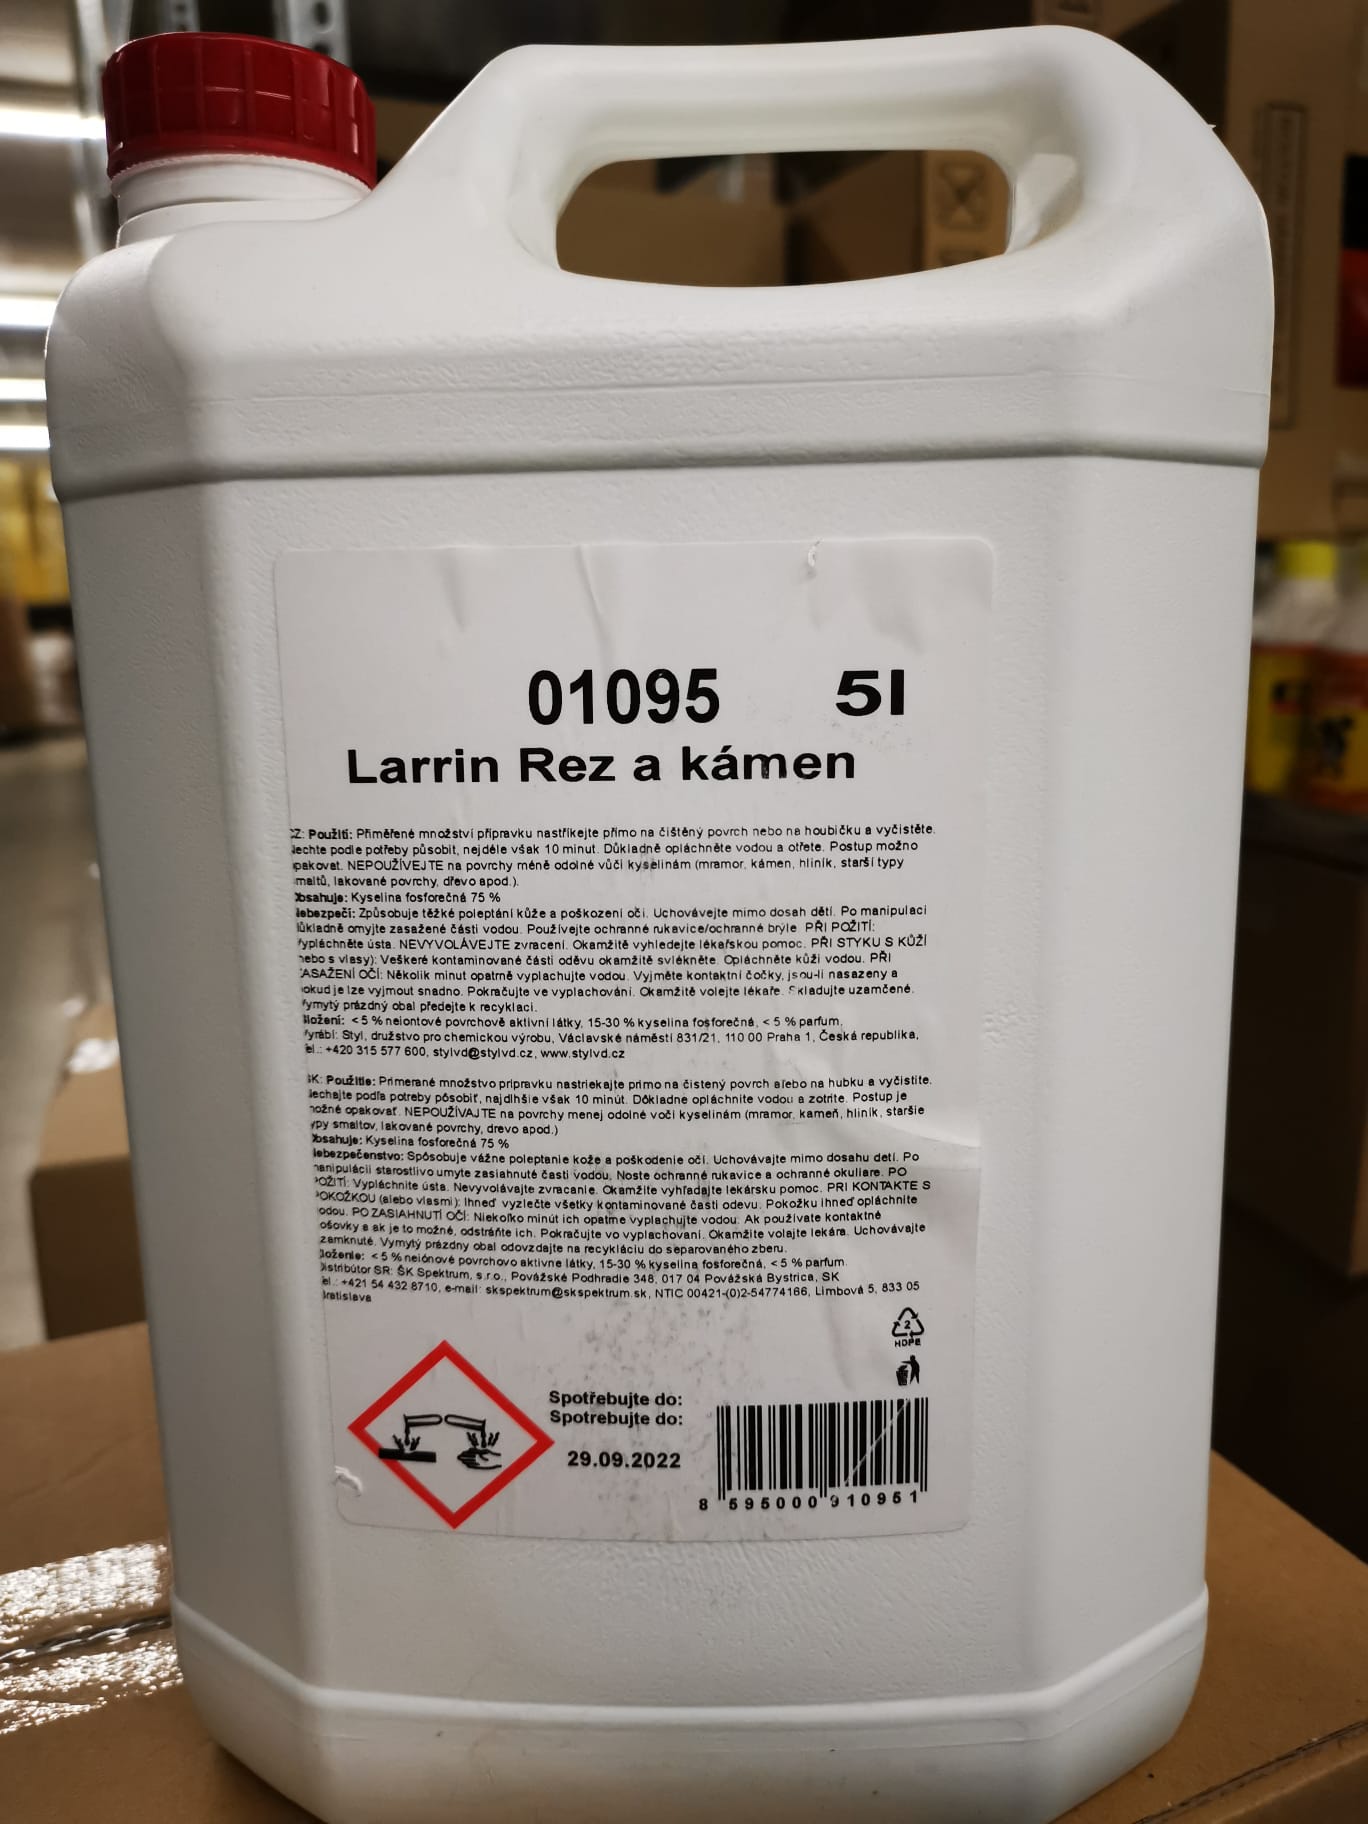 01095 5l
Larrin Rez a kámen
CZ: Použití: Přiměřené množství přípravku nastříkejte přímo na čištěný povrch nebo na houbičku a vyčistěte.
Nechte podle potřeby působit, nejdéle však 10 minut. Důkladně opláchněte vodou a otřete. Postup možno
opakovat. NEPOUŽÍVEJTE na povrchy méně odolné vůči kyselinám (mramor, kámen, hliník, starší typy
smaltů, lakované povrchy, dřevo apod.).
Obsahuje: Kyselina fosforečná 75 %
Nebezpečí: Způsobuje těžké poleptání kůže a poškození očí. Uchovávejte mimo dosah dětí. Po manipulaci
důkladně omyjte zasažené části vodou. Používejte ochranné rukavice/ochranné brýle. PŘI POŽITÍ:
Vypláchněte ústa. NEVYVOLÁVEJTE zvracení. Okamžitě vyhledejte lékařskou pomoc. PŘI STYKU S KŮŽÍ
(nebo s vlasy): Veškeré kontaminované části oděvu okamžitě svlékněte. Opláchněte kůži vodou. PŘI
ZASAŽENÍ OČÍ: Několik minut opatrně vyplachujte vodou. Vyjměte kontaktní čočky, jsou-li nasazeny a
pokud je lze vyjmout snadno. Pokračujte ve vyplachování. Okamžitě volejte lékaře. Skladujte uzamčené.
Vymytý prázdný obal předejte k recyklaci.
Složení: < 5 % neiontové povrchově aktivní látky, 15-30 % kyselina fosforečná, < 5 % parfum.
Vyrábí: Styl, družstvo pro chemickou výrobu, Václavské náměstí 831/21, 110 00 Praha 1, Česká republika,
tel.: +420 315 577 600, stylvd@stylvd.cz, www.stylvd.cz
SK: Použitie: Primerané množstvo prípravku nastriekajte priamo na čistený povrch alebo na hubku a vyčistite.
Nechajte podľa potreby pôsobiť, najdlhšie však 10 minút. Dôkladne opláchnite vodou a zotrite. Postup je
možné opakovať. NEPOUŽÍVAJTE na povrchy menej odolné voči kyselinám (mramor, kameň, hliník, staršie
typy smaltov, lakované povrchy, drevo apod.)
Obsahuje: Kyselina fosforečná 75 %
Nebezpečenstvo: Spôsobuje vážne poleptanie kože a poškodenie očí. Uchovávajte mimo dosahu detí. Po
manipulácii starostlivo umyte zasiahnuté časti vodou. Noste ochranné rukavice a ochranné okuliare. PO
POŽITÍ: Vypláchnite ústa. Nevyvolávajte zvracanie. Okamžite vyhľadajte lekársku pomoc. PRI KONTAKTE S
POKOŽKOU (alebo vlasmi): Ihneď vyzlečte všetky kontaminované časti odevu. Pokožku ihneď opláchnite
vodou. PO ZASIAHNUTÍ OČÍ: Niekoľko minút ich opatrne vyplachujte vodou. Ak používate kontaktné
šošovky a ak je to možné, odstráňte ich. Pokračujte vo vyplachovaní. Okamžite volajte lekára. Uchovávajte
uzamknuté. Vymytý prázdny obal odovzdajte na recykláciu do separovaného zberu.
Zloženie: < 5 % neiónové povrchovo aktívne látky, 15-30 % kyselina fosforečná, < 5 % parfum.
Distribútor SR: ŠK Spektrum, s.r.o., Považské Podhradie 348, 017 04 Považská Bystrica, SK
Tel.: +421 54 432 8710, e-mail: skspektrum@skspektrum.sk, NTIC 00421-(0)2-54774166, Limbová 5, 833 05
Bratislava
2
HDPE
Spotřebujte do:
Spotrebujte do:
29.09.2022
8 595000 910951